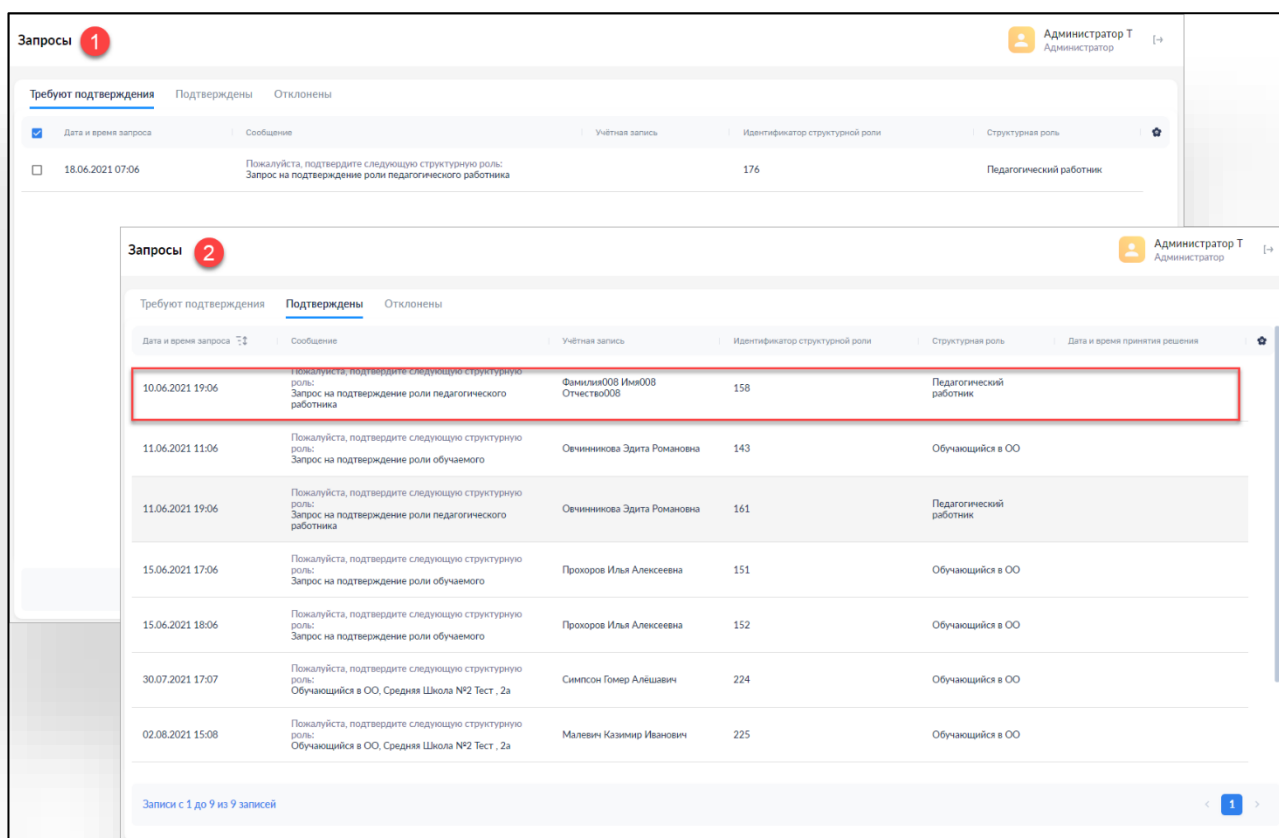 Запросы 1
Администратор Т
Администратор
Требуют подтверждения Подтверждены Отклонены
Дата и время запроса Сообщение Учётная запись Идентификатор структурной роли Структурная роль
18.06.2021 07:06 Пожалуйста, подтвердите следующую структурную роль: 176 Педагогический работник
Запрос на подтверждение роли педагогического работника
Запросы 2
Администратор Т
Администратор
Требуют подтверждения Подтверждены Отклонены
Дата и время запроса Сообщение Учётная запись Идентификатор структурной роли Структурная роль Дата и время принятия решения
Пожалуйста, подтвердите следующую структурную
роль: Фамилия008 Имя008 Педагогический
10.06.2021 19:06 Запрос на подтверждение роли педагогического Отчество008 158 работник
работника
Пожалуйста, подтвердите следующую структурную
11.06.2021 11:06 роль: Овчинникова Эдита Романовна 143 Обучающийся в ОО
Запрос на подтверждение роли обучаемого
Пожалуйста, подтвердите следующую структурную
роль: Педагогический
11.06.2021 19:06 Запрос на подтверждение роли педагогического Овчинникова Эдита Романовна 161 работник
работника
Пожалуйста, подтвердите следующую структурную
15.06.2021 17:06 роль: Прохоров Илья Алексеевна 151 Обучающийся в ОО
Запрос на подтверждение роли обучаемого
Пожалуйста, подтвердите следующую структурную
15.06.2021 18:06 роль: Прохоров Илья Алексеевна 152 Обучающийся в ОО
Запрос на подтверждение роли обучаемого
Пожалуйста, подтвердите следующую структурную
30.07.2021 17:07 роль: Симпсон Гомер Алёшавич 224 Обучающийся в ОО
Обучающийся в ОО, Средняя Школа №2 Тест , 2а
Пожалуйста, подтвердите следующую структурную
02.08.2021 15:08 роль: Малевич Казимир Иванович 225 Обучающийся в ОО
Обучающийся в ОО, Средняя Школа №2 Тест , 2а
Записи с 1 до 9 из 9 записей 1